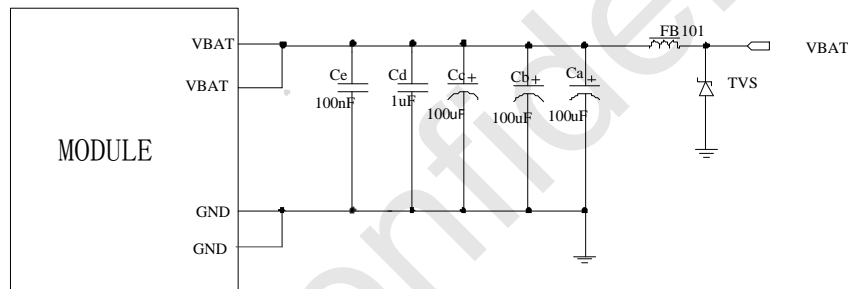 VBAT
VBAT
MODULE
GND
GND
Ce
100nF
Cd
1uF
Cc+
100uF
Cb+
100uF
Ca+
100uF
FB101
TVS
VBAT